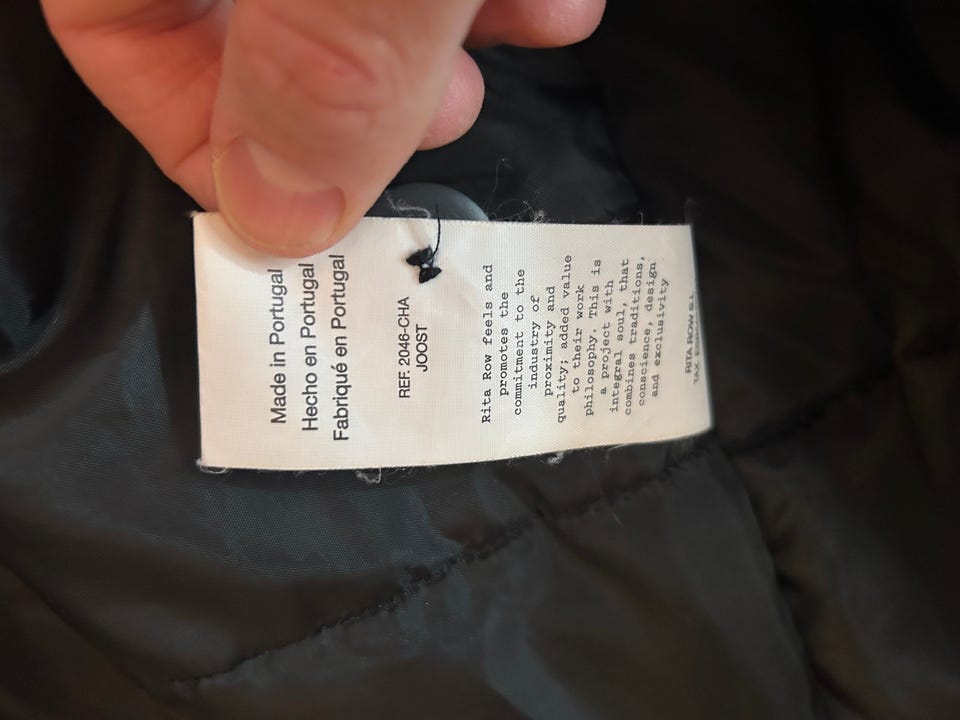 Made in Portugal
Hecho en Portugal
Fabriqué en Portugal
REF. 2046-CHA
JOOST
Rita Row feels and
promotes the
commitment to the
industry of
proximity and
quality; added value
to their work
philosophy. This is
a project with
integral soul, that
combines traditions,
conscience, design
and exclusivity
RITA ROW S.L
TAX